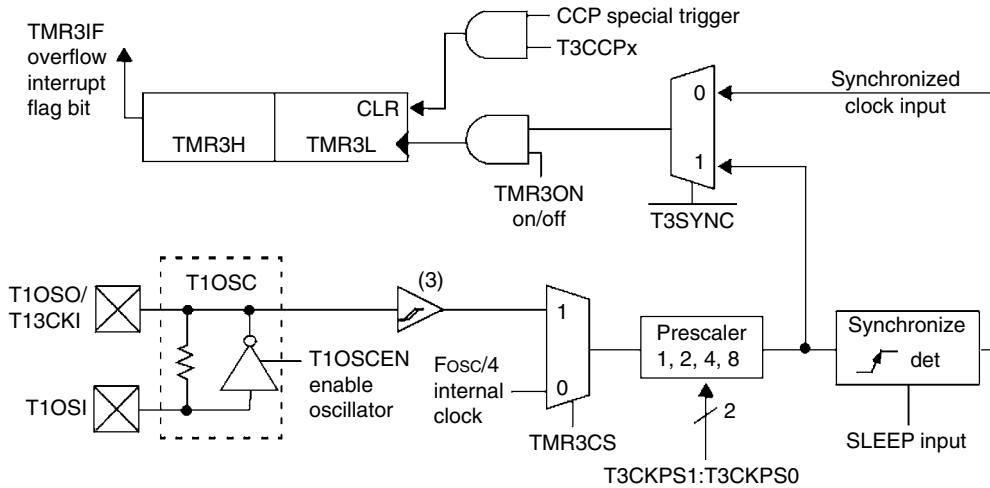 CCP special trigger
T3CCPx
TMR3IF
overflow
interrupt
flag bit
CLR
TMR3H
TMR3L
TMR3ON
on/off
0
1
T3SYNC
Synchronized
clock input
T1OSO/
T13CKI
T1OSI
T1OSC
T1OSCEN
enable
oscillator
(3)
FOSC/4
internal
clock
1
0
TMR3CS
Prescaler
1, 2, 4, 8
2
T3CKPS1:T3CKPS0
Synchronize
det
SLEEP input